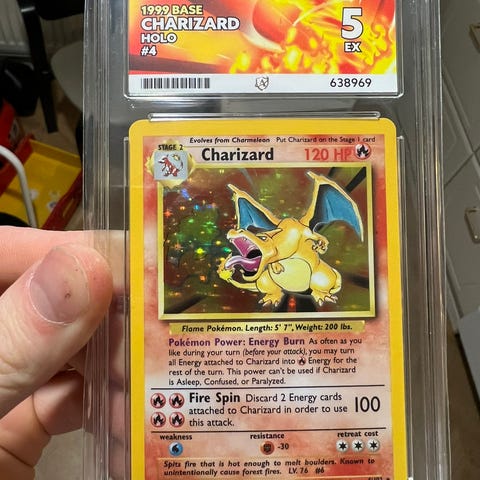 1999 BASE
CHARIZARD
HOLO
#4
5
EX
638969
Evolves from Charmeleon Put Charizard on the Stage 1 card
STAGE 2
Charizard 120 HP
Flame Pokémon. Length: 5' 7", Weight: 200 lbs.
Pokémon Power: Energy Burn As often as you
like during your turn (before your attack), you may turn
all Energy attached to Charizard into Energy for the
rest of the turn. This power can't be used if Charizard
is Asleep, Confused, or Paralyzed.
Fire Spin Discard 2 Energy cards
attached to Charizard in order to use
this attack.
100
weakness resistance retreat cost
-30
Spits fire that is hot enough to melt boulders. Known to
unintentionally cause forest fires. LV. 76 #6